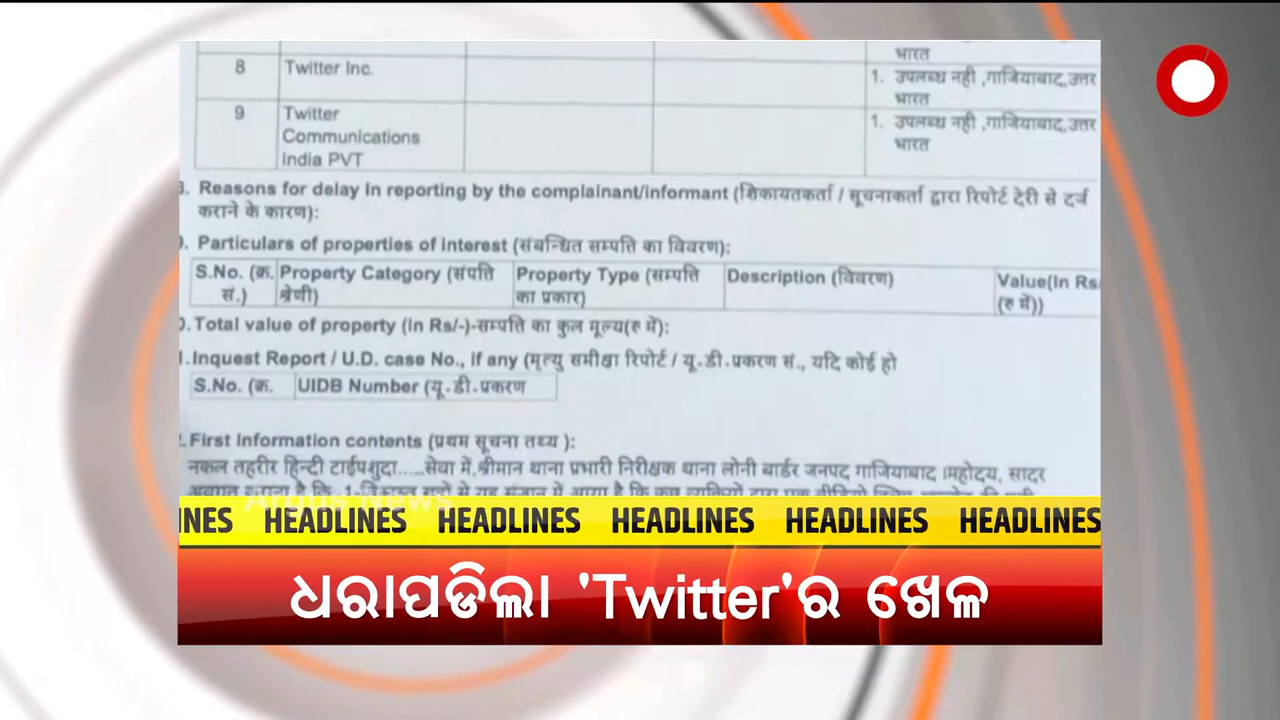 भारत
8 Twitter Inc. 1. उपलब्ध नही ,गाजियाबाद,उत्तर
भारत
9 Twitter 1. उपलब्ध नही ,गाजियाबाद,उत्तर
Communications भारत
India PVT
Reasons for delay in reporting by the complainant/informant (शिकायतकर्ता / सूचनाकर्ता द्वारा रिपोर्ट देरी से दर्ज
कराने के कारण):
Particulars of properties of interest (संबन्धित सम्पत्ति का विवरण):
S.No. (क्र. Property Category (संपत्ति Property Type (सम्पत्ति Description (विवरण) Value(In Rs/
सं.) श्रेणी) का प्रकार) (रु में))
Total value of property (In Rs/-)-सम्पत्ति का कुल मूल्य(रु में):
Inquest Report / U.D. case No., if any (मृत्यु समीक्षा रिपोर्ट / यू.डी.प्रकरण सं., यदि कोई हो
S.No. (क्र. UIDB Number (यू.डी.प्रकरण
First Information contents (प्रथम सूचना तथ्य ):
नकल तहरीर हिन्दी टाईपशुदा.....सेवा में,श्रीमान थाना प्रभारी निरीक्षक थाना लोनी बार्डर जनपद गाजियाबाद ।महोदय, सादर
Argus News
INES HEADLINES HEADLINES HEADLINES HEADLINES HEADLINES
ଧରାପଡିଲା 'Twitter'ର ଖେଳ